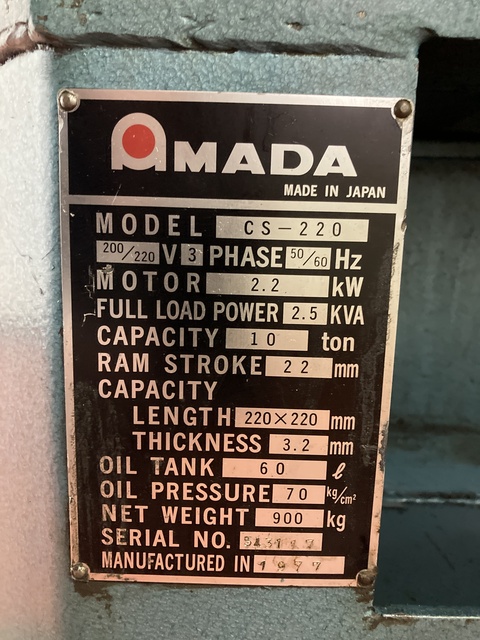 AMADA
MADE IN JAPAN
MODEL CS-220
200/220 V 3 PHASE 50/60 Hz
MOTOR 2.2 kW
FULL LOAD POWER 2.5 KVA
CAPACITY 10 ton
RAM STROKE 22 mm
CAPACITY
LENGTH 220×220 mm
THICKNESS 3.2 mm
OIL TANK 60 ℓ
OIL PRESSURE 70 kg/cm²
NET WEIGHT 900 kg
SERIAL NO.
MANUFACTURED IN 1977